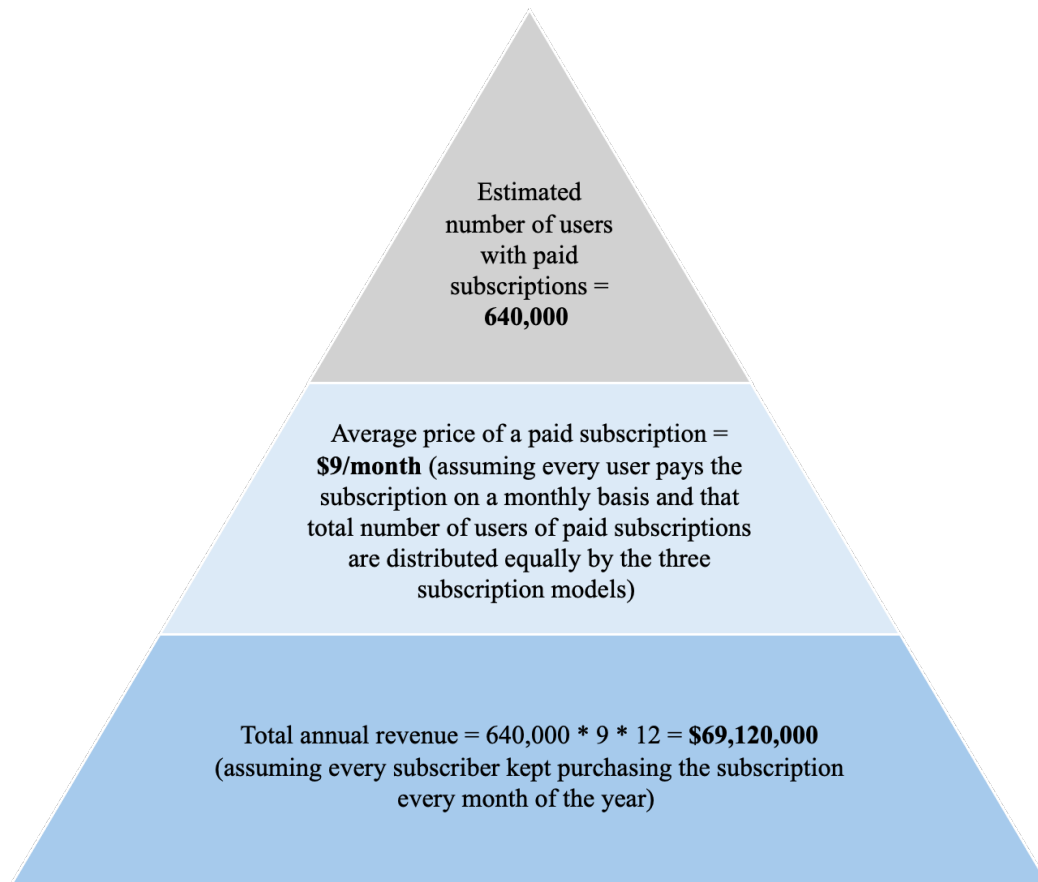 Estimated
number of users
with paid
subscriptions =
640,000
Average price of a paid subscription =
$9/month (assuming every user pays the
subscription on a monthly basis and that
total number of users of paid subscriptions
are distributed equally by the three
subscription models)
Total annual revenue = 640,000 * 9 * 12 = $69,120,000
(assuming every subscriber kept purchasing the subscription
every month of the year)